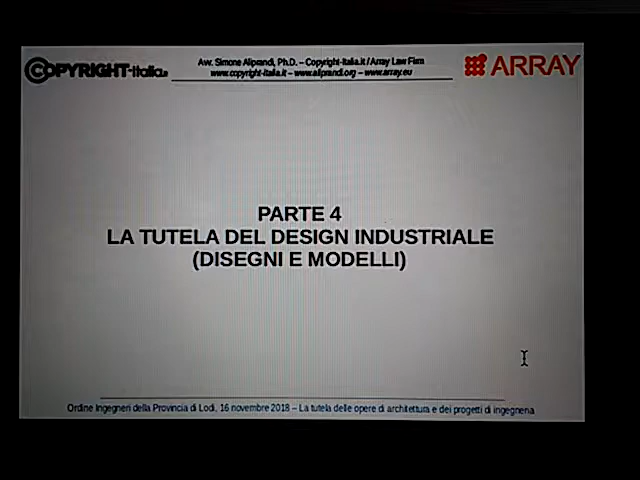 COPYRIGHT-Italia.it
Avv. Simone Aliprandi, Ph.D. – Copyright-Italia.it / Array Law Firm
www.copyright-italia.it – www.aliprandi.org – www.array.eu
ARRAY
PARTE 4
LA TUTELA DEL DESIGN INDUSTRIALE
(DISEGNI E MODELLI)
Ordine Ingegneri della Provincia di Lodi, 16 novembre 2018 – La tutela delle opere di architettura e dei progetti di ingegneria